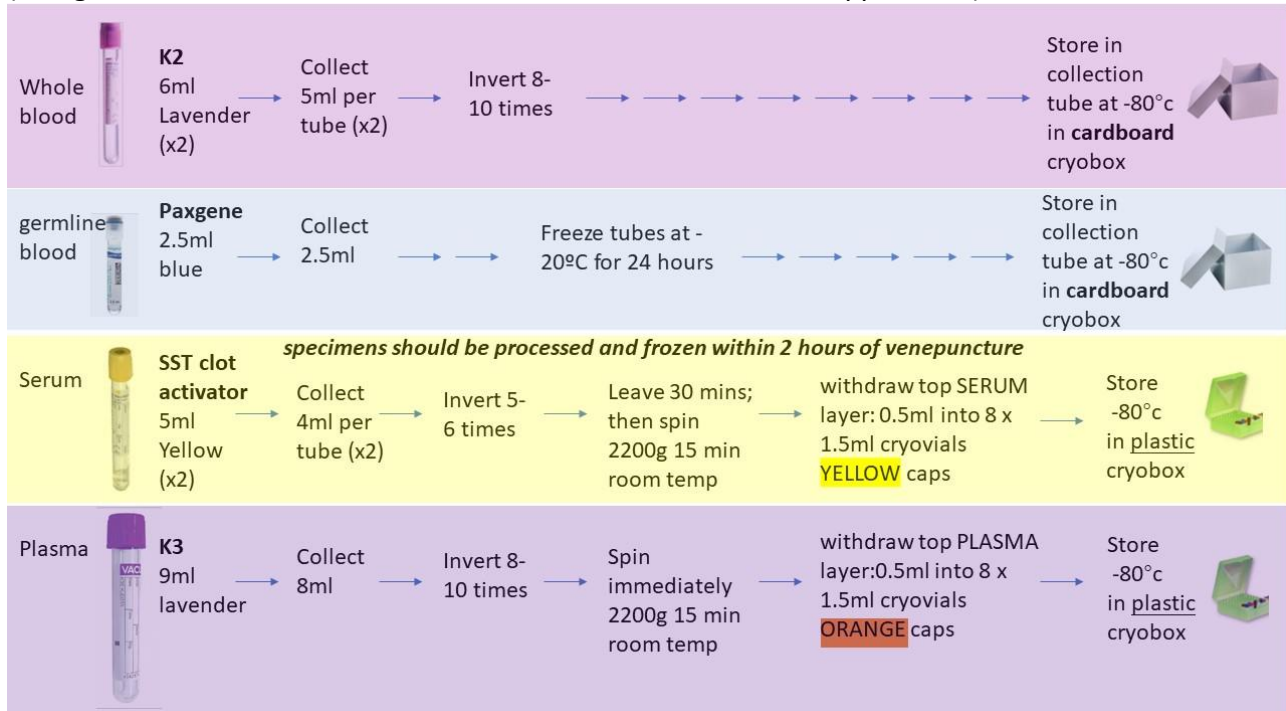 Whole
blood
K2
6ml
Lavender
(x2)
Collect
5ml per
tube (x2)
Invert 8-
10 times
Store in
collection
tube at -80°c
in cardboard
cryobox
germline
blood
Paxgene
2.5ml
blue
Collect
2.5ml
Freeze tubes at -
20ºC for 24 hours
Store in
collection
tube at -80°c
in cardboard
cryobox
specimens should be processed and frozen within 2 hours of venepuncture
Serum
SST clot
activator
5ml
Yellow
(x2)
Collect
4ml per
tube (x2)
Invert 5-
6 times
Leave 30 mins;
then spin
2200g 15 min
room temp
withdraw top SERUM
layer: 0.5ml into 8 x
1.5ml cryovials
YELLOW caps
Store
-80°c
in plastic
cryobox
Plasma
K3
9ml
lavender
Collect
8ml
Invert 8-
10 times
Spin
immediately
2200g 15 min
room temp
withdraw top PLASMA
layer:0.5ml into 8 x
1.5ml cryovials
ORANGE caps
Store
-80°c
in plastic
cryobox